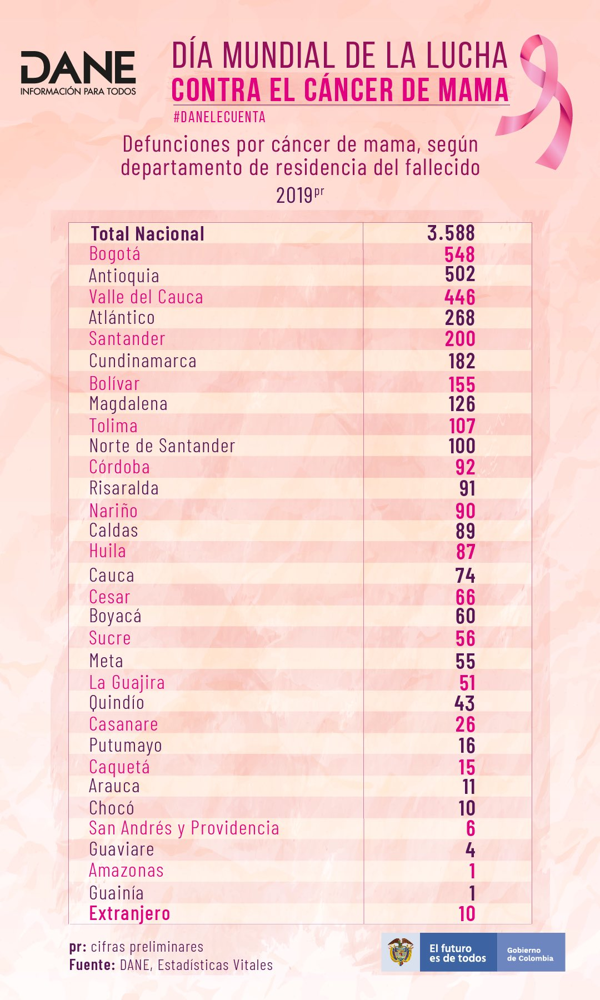 DANE
INFORMACIÓN PARA TODOS
DÍA MUNDIAL DE LA LUCHA
CONTRA EL CÁNCER DE MAMA
#DANELECUENTA
Defunciones por cáncer de mama, según
departamento de residencia del fallecido
2019pr
Total Nacional 3.588
Bogotá 548
Antioquia 502
Valle del Cauca 446
Atlántico 268
Santander 200
Cundinamarca 182
Bolívar 155
Magdalena 126
Tolima 107
Norte de Santander 100
Córdoba 92
Risaralda 91
Nariño 90
Caldas 89
Huila 87
Cauca 74
Cesar 66
Boyacá 60
Sucre 56
Meta 55
La Guajira 51
Quindío 43
Casanare 26
Putumayo 16
Caquetá 15
Arauca 11
Chocó 10
San Andrés y Providencia 6
Guaviare 4
Amazonas 1
Guainía 1
Extranjero 10
pr: cifras preliminares
Fuente: DANE, Estadísticas Vitales
El futuro
es de todos
Gobierno
de Colombia